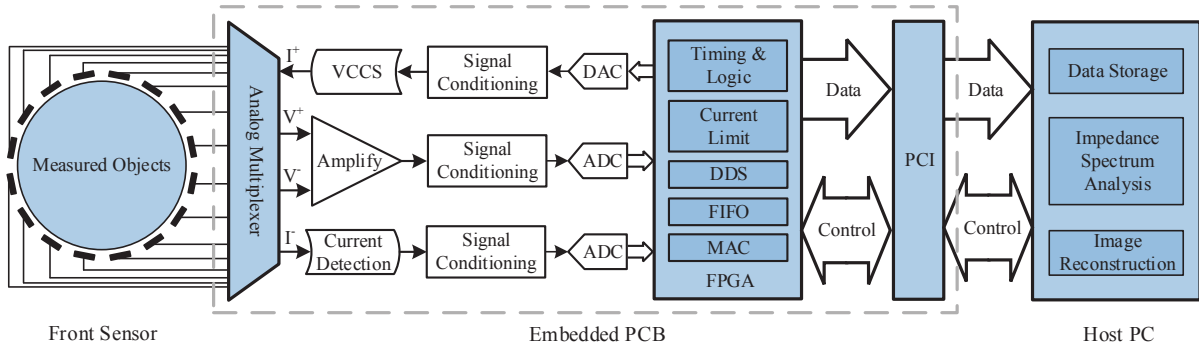 Measured Objects
Front Sensor
Analog Multiplexer
I+
V+
V-
I-
VCCS
Signal
Conditioning
DAC
Amplify
Signal
Conditioning
ADC
Current
Detection
Signal
Conditioning
ADC
Timing &
Logic
Current
Limit
DDS
FIFO
MAC
FPGA
Data
Control
PCI
Embedded PCB
Data
Control
Data Storage
Impedance
Spectrum
Analysis
Image
Reconstruction
Host PC